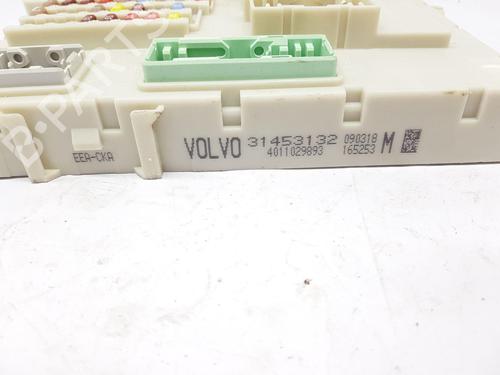 B-PARTS
EEA-CKA
VOLVO 31453132 090318
4011029893 165253 M